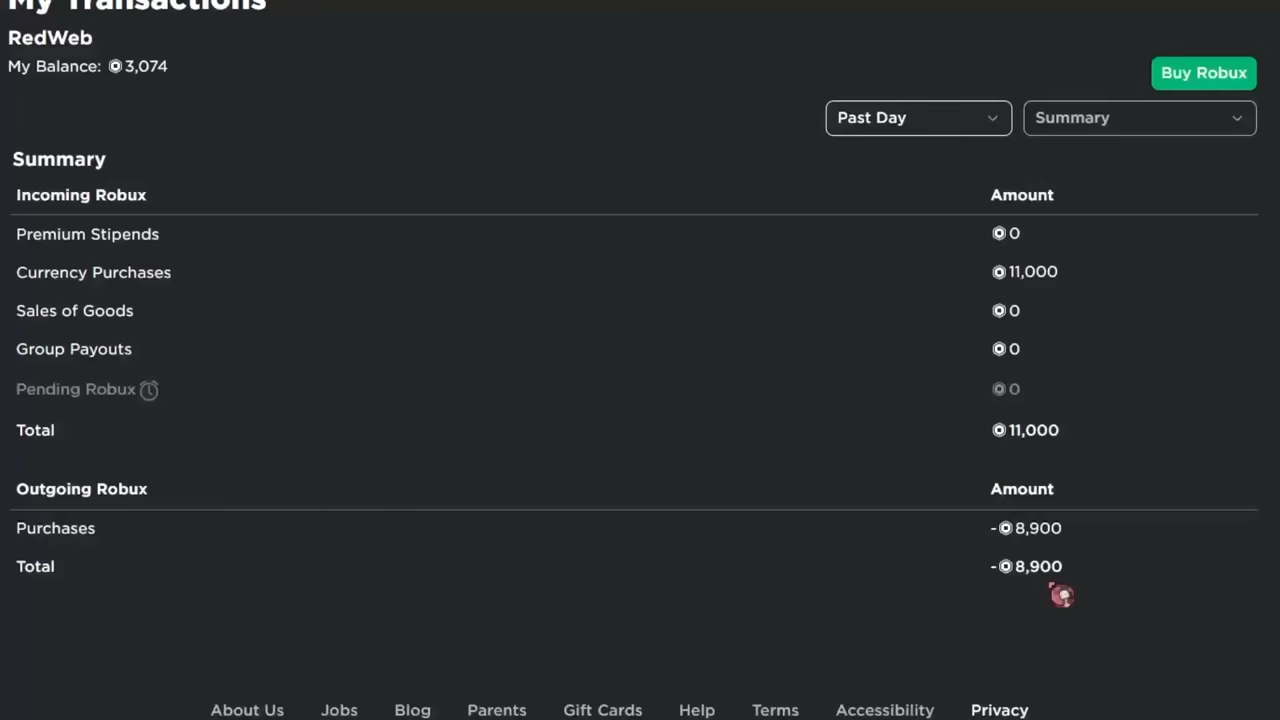 My Transactions
RedWeb
My Balance: 3,074
Buy Robux
Past Day Summary
Summary
Incoming Robux Amount
Premium Stipends 0
Currency Purchases 11,000
Sales of Goods 0
Group Payouts 0
Pending Robux 0
Total 11,000
Outgoing Robux Amount
Purchases -8,900
Total -8,900
About Us Jobs Blog Parents Gift Cards Help Terms Accessibility Privacy